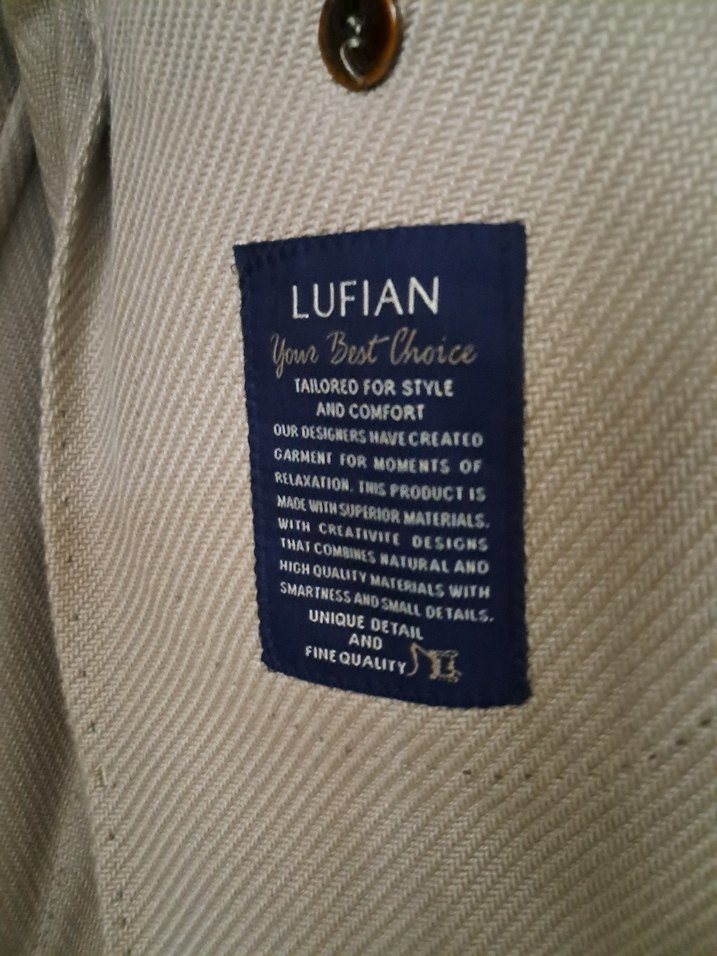 LUFIAN
Your Best Choice
TAILORED FOR STYLE
AND COMFORT
OUR DESIGNERS HAVE CREATED
GARMENT FOR MOMENTS OF
RELAXATION. THIS PRODUCT IS
MADE WITH SUPERIOR MATERIALS.
WITH CREATIVITE DESIGNS
THAT COMBINES NATURAL AND
HIGH QUALITY MATERIALS WITH
SMARTNESS AND SMALL DETAILS.
UNIQUE DETAIL
AND
FINE QUALITY